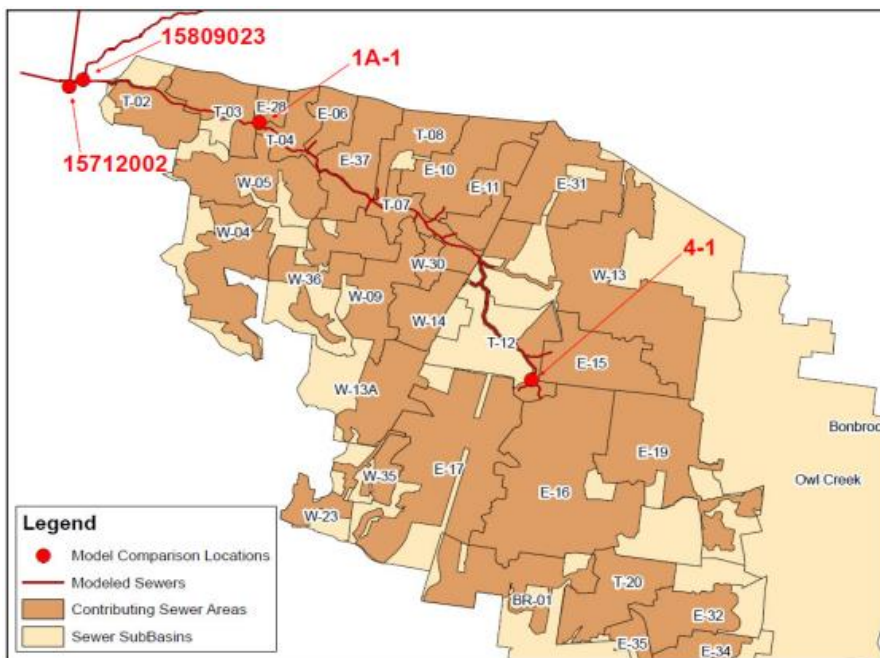 15809023
1A-1
T-02
T-03
E-28
E-06
T-04
T-08
15712002
E-37
E-10
W-05
E-11
E-31
T-07
W-04
4-1
W-30
W-36
W-13
W-09
W-14
T-12
E-15
W-13A
Bonbroo
E-19
E-17
W-35
Owl Creek
E-16
W-23
Legend
Model Comparison Locations
Modeled Sewers
Contributing Sewer Areas
Sewer SubBasins
T-20
BR-01
E-32
E-35
E-34